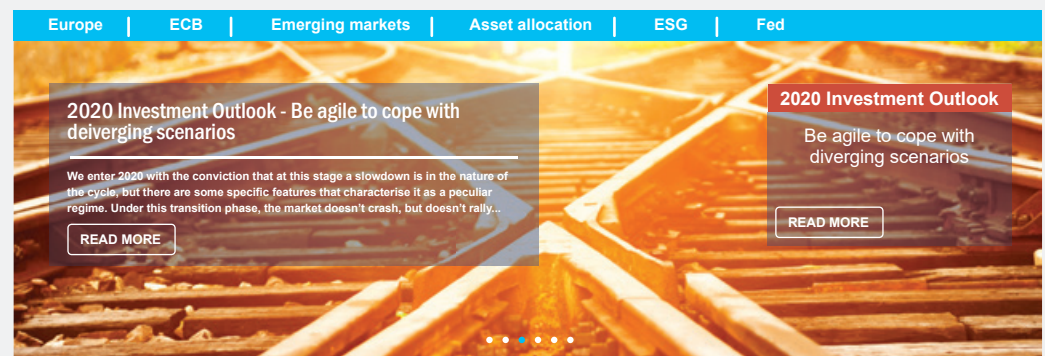 Europe | ECB | Emerging markets | Asset allocation | ESG | Fed
2020 Investment Outlook - Be agile to cope with
deiverging scenarios
We enter 2020 with the conviction that at this stage a slowdown is in the nature of
the cycle, but there are some specific features that characterise it as a peculiar
regime. Under this transition phase, the market doesn't crash, but doesn't rally...
READ MORE
2020 Investment Outlook
Be agile to cope with
diverging scenarios
READ MORE